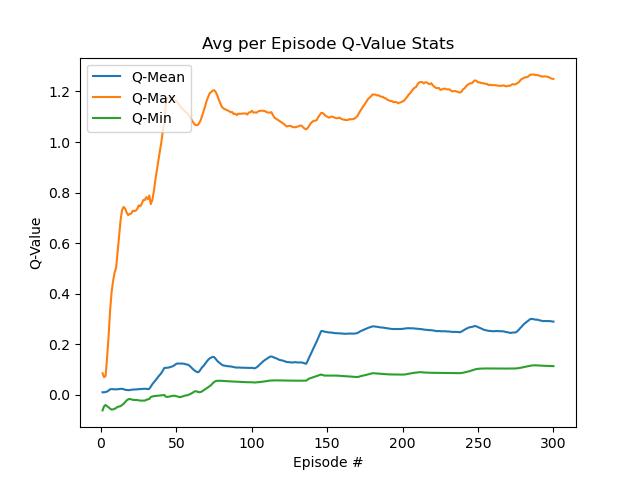 Avg per Episode Q-Value Stats
Q-Mean
Q-Max
Q-Min
Q-Value
1.2
1.0
0.8
0.6
0.4
0.2
0.0
0 50 100 150 200 250 300
Episode #